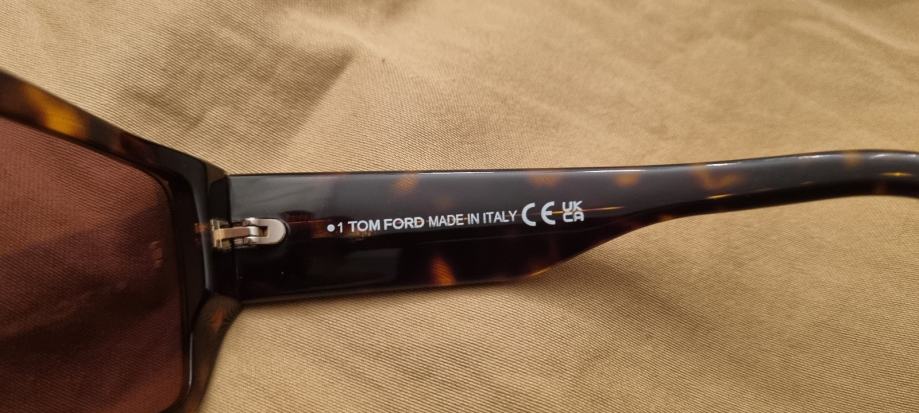 •1 TOM FORD MADE IN ITALY CE UK
CA